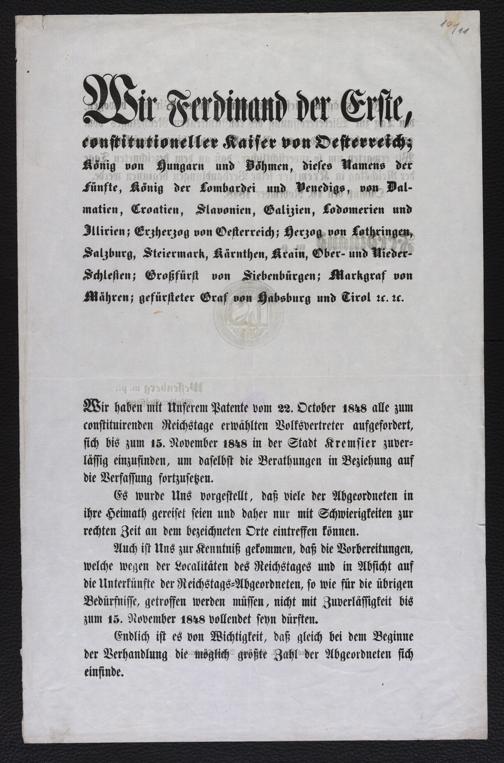 10/11
Wir Ferdinand der Erste,
constitutioneller Kaiser von Oesterreich;
König von Hungarn und Böhmen, dieses Namens der
Fünfte, König der Lombardei und Venedigs, von Dal-
matien, Croatien, Slavonien, Galizien, Lodomerien und
Illirien; Erzherzog von Oesterreich; Herzog von Lothringen,
Salzburg, Steiermark, Kärnthen, Krain, Ober- und Nieder-
Schlesien; Großfürst von Siebenbürgen; Markgraf von
Mähren; gefürsteter Graf von Habsburg und Tirol ꝛc. ꝛc.
Wir haben mit Unserem Patente vom 22. October 1848 alle zum
constituirenden Reichstage erwählten Volksvertreter aufgefordert,
sich bis zum 15. November 1848 in der Stadt Kremsier zuver-
lässig einzufinden, um daselbst die Berathungen in Beziehung auf
die Verfassung fortzusetzen.
Es wurde Uns vorgestellt, daß viele der Abgeordneten in
ihre Heimath gereiset seien und daher nur mit Schwierigkeiten zur
rechten Zeit an dem bezeichneten Orte eintreffen können.
Auch ist Uns zur Kenntniß gekommen, daß die Vorbereitungen,
welche wegen der Localitäten des Reichstages und in Absicht auf
die Unterkünfte der Reichstags-Abgeordneten, so wie für die übrigen
Bedürfnisse, getroffen werden müssen, nicht mit Zuverlässigkeit bis
zum 15. November 1848 vollendet seyn dürften.
Endlich ist es von Wichtigkeit, daß gleich bei dem Beginne
der Verhandlung die möglich größte Zahl der Abgeordneten sich
einfinde.